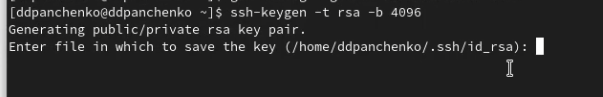 [ddpanchenko@ddpanchenko ~]$ ssh-keygen -t rsa -b 4096
Generating public/private rsa key pair.
Enter file in which to save the key (/home/ddpanchenko/.ssh/id_rsa):